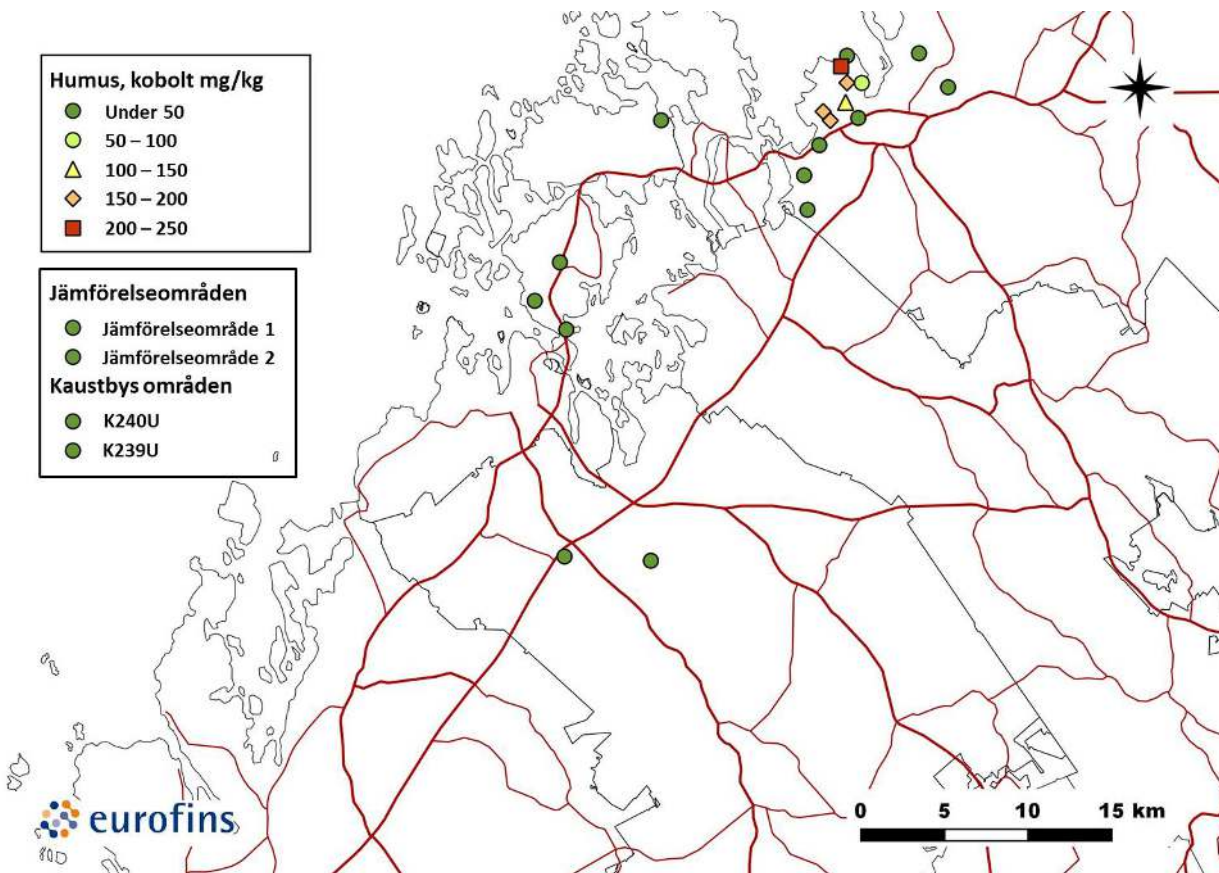 Humus, kobolt mg/kg
Under 50
50 – 100
100 – 150
150 – 200
200 – 250
Jämförelseområden
Jämförelseområde 1
Jämförelseområde 2
Kaustbys områden
K240U
K239U
eurofins
0 5 10 15 km